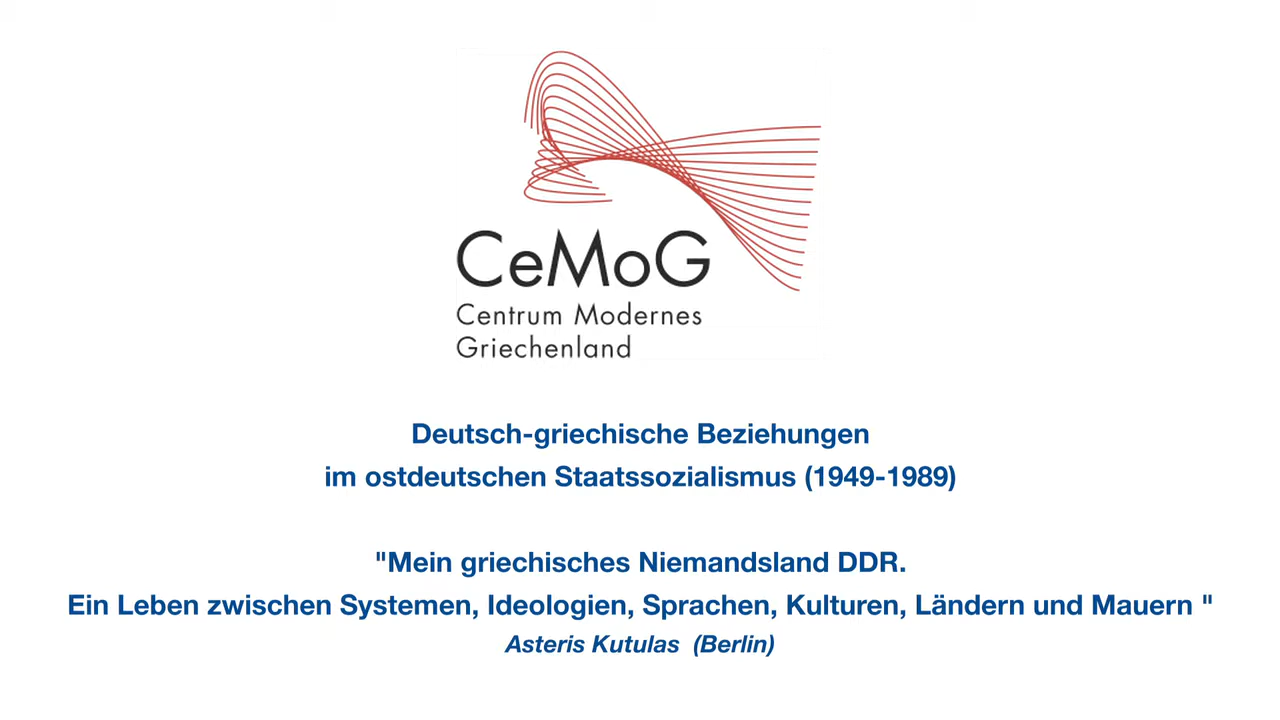 CeMoG
Centrum Modernes
Griechenland
Deutsch-griechische Beziehungen
im ostdeutschen Staatssozialismus (1949-1989)
"Mein griechisches Niemandsland DDR.
Ein Leben zwischen Systemen, Ideologien, Sprachen, Kulturen, Ländern und Mauern "
Asteris Kutulas  (Berlin)